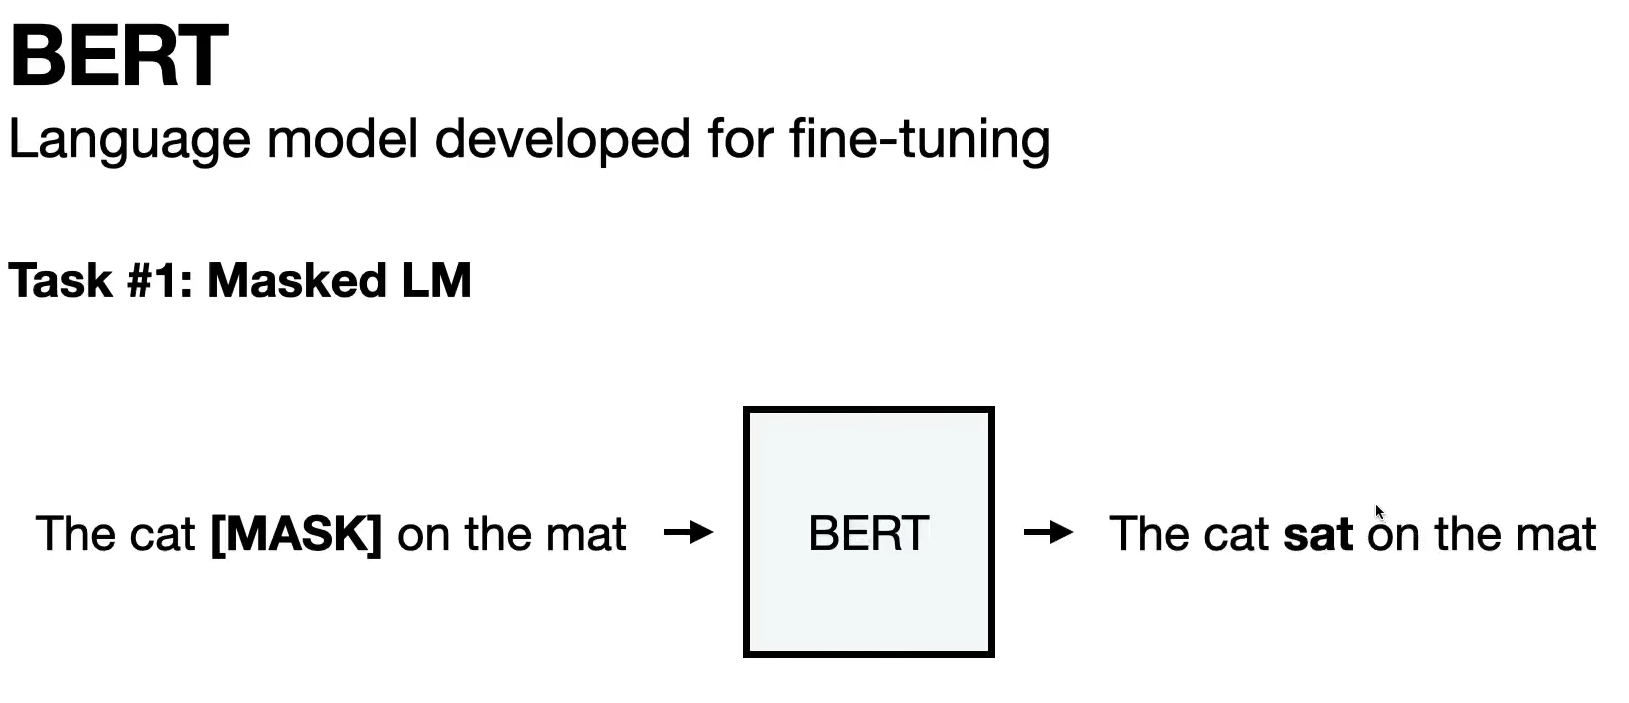 BERT
Language model developed for fine-tuning
Task #1: Masked LM
The cat [MASK] on the mat
BERT
The cat sat on the mat